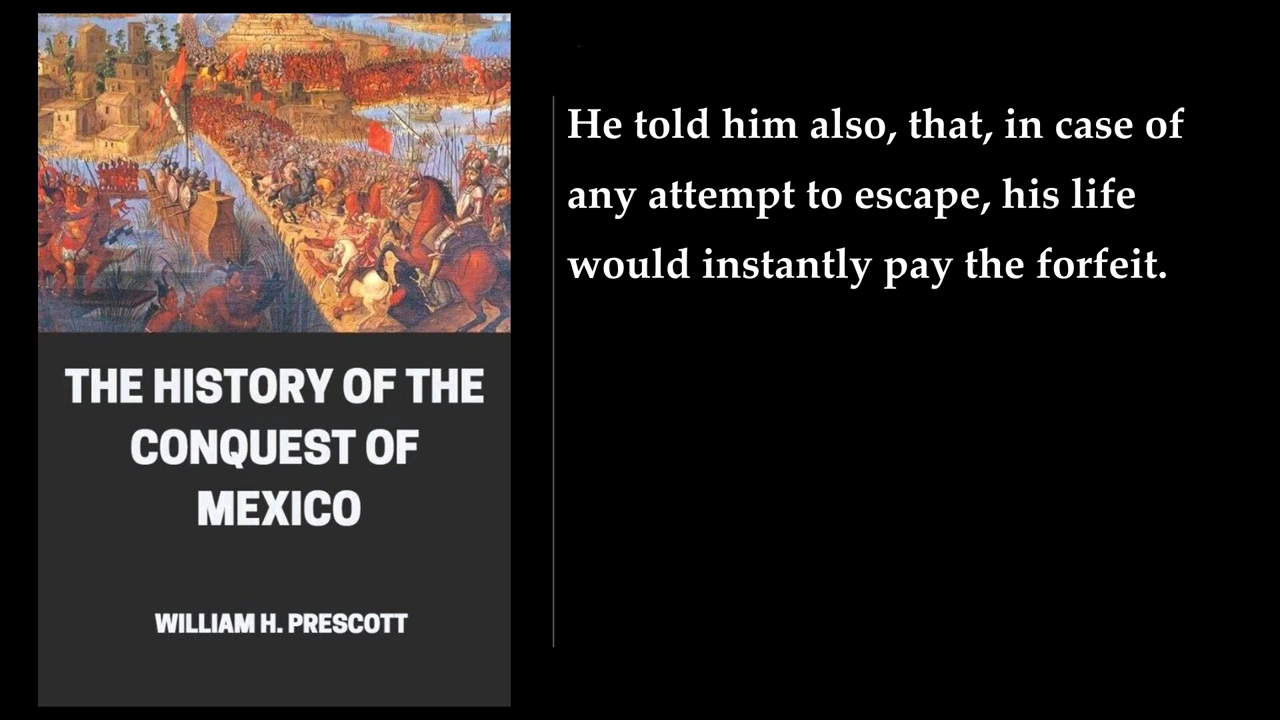 THE HISTORY OF THE
CONQUEST OF
MEXICO
WILLIAM H. PRESCOTT
He told him also, that, in case of
any attempt to escape, his life
would instantly pay the forfeit.